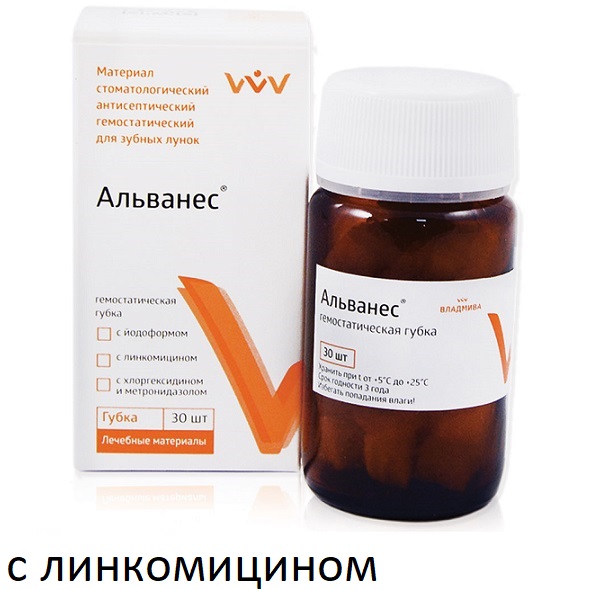 Материал
стоматологический
антисептический
гемостатический
для зубных лунок
Альванес®
гемостатическая
губка
с йодоформом
с линкомицином
с хлоргексидином
и метронидазолом
Губка 30 шт
Лечебные материалы
ВЛАДМИВА
Альванес®
гемостатическая губка
30 шт
Хранить при t от +5°С до +25°С
Срок годности 3 года
Избегать попадания влаги!
с линкомицином